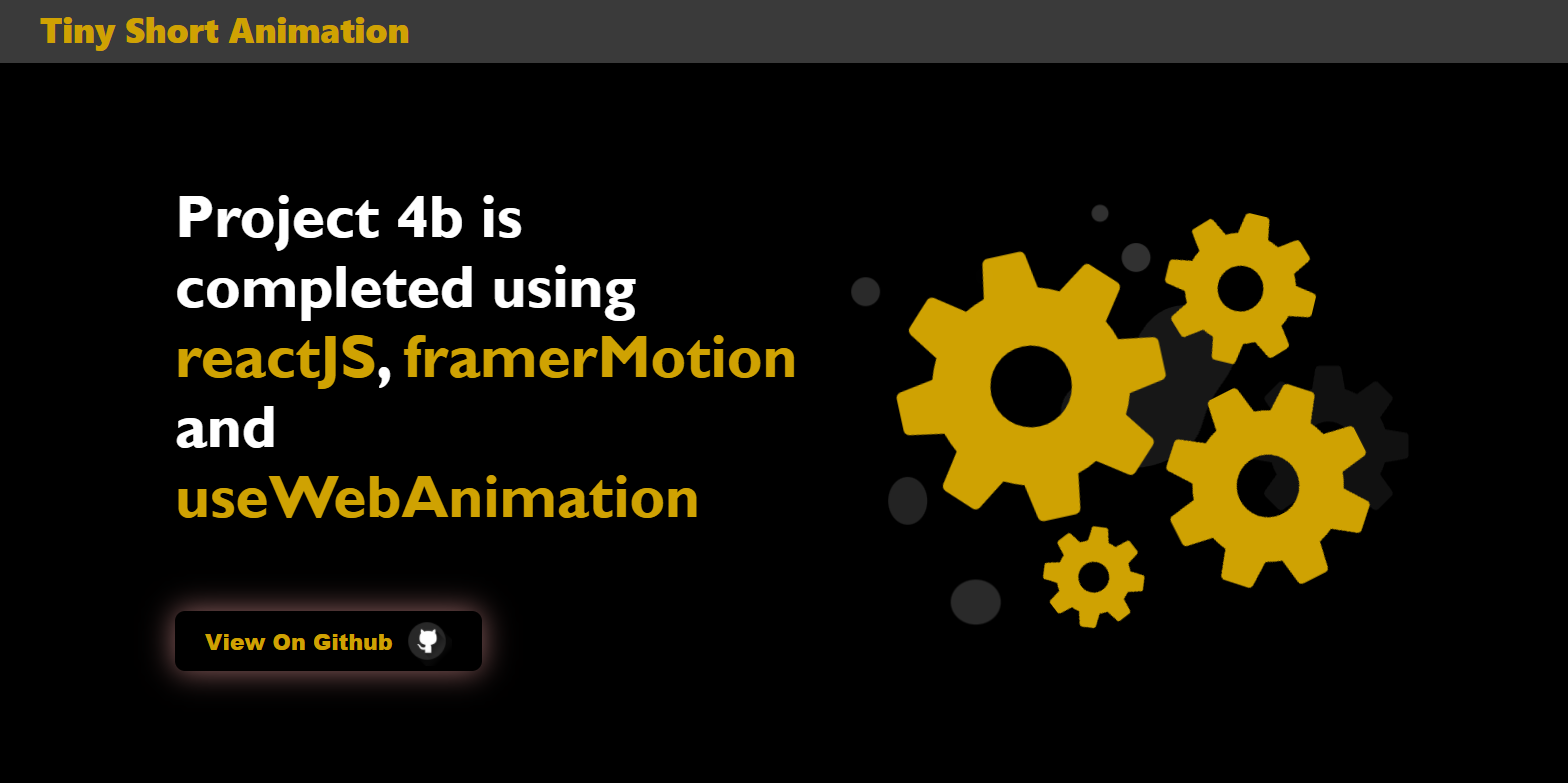 Tiny Short Animation
Project 4b is
completed using
reactJS, framerMotion
and
useWebAnimation
View On Github